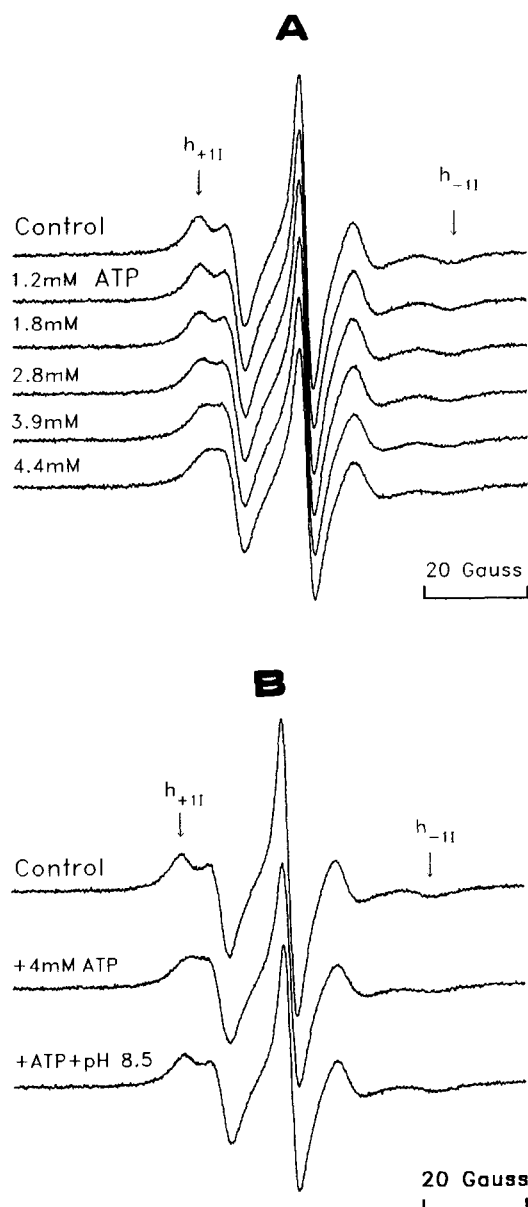 A
h+1I
h-1I
Control
1.2mM ATP
1.8mM
2.8mM
3.9mM
4.4mM
20 Gauss
B
h+1I
h-1I
Control
+4mM ATP
+ATP+pH 8.5
20 Gauss